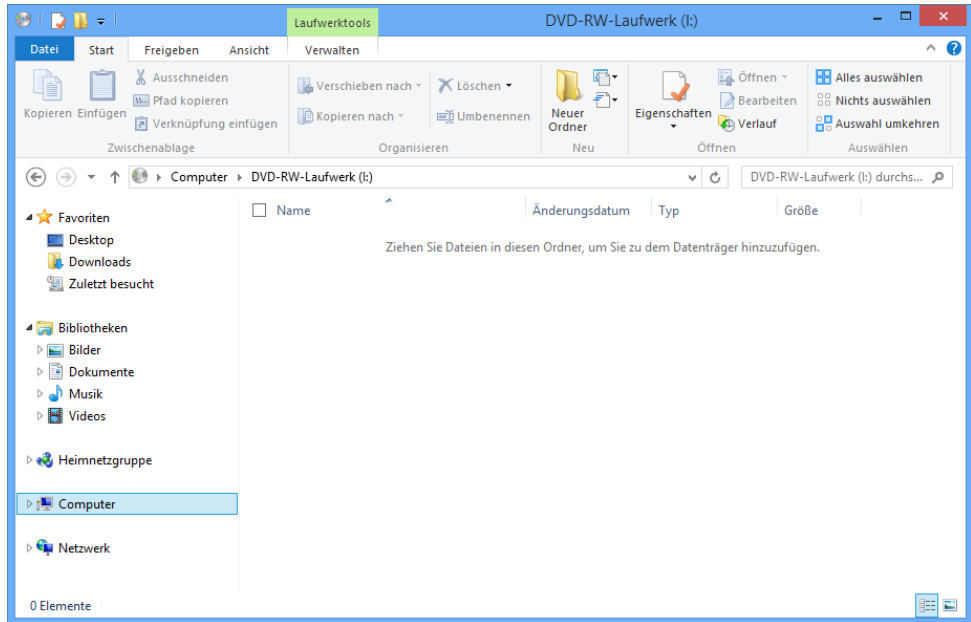 Laufwerktools
DVD-RW-Laufwerk (I:)
Datei Start Freigeben Ansicht Verwalten
Kopieren
Einfügen
Ausschneiden
Pfad kopieren
Verknüpfung einfügen
Zwischenablage
Verschieben nach
Kopieren nach
Löschen
Umbenennen
Organisieren
Neuer
Ordner
Neu
Eigenschaften
Öffnen
Bearbeiten
Verlauf
Öffnen
Alles auswählen
Nichts auswählen
Auswahl umkehren
Auswählen
Computer DVD-RW-Laufwerk (I:)
DVD-RW-Laufwerk (I:) durchs...
Name Änderungsdatum Typ Größe
Ziehen Sie Dateien in diesen Ordner, um Sie zu dem Datenträger hinzuzufügen.
Favoriten
Desktop
Downloads
Zuletzt besucht
Bibliotheken
Bilder
Dokumente
Musik
Videos
Heimnetzgruppe
Computer
Netzwerk
0 Elemente